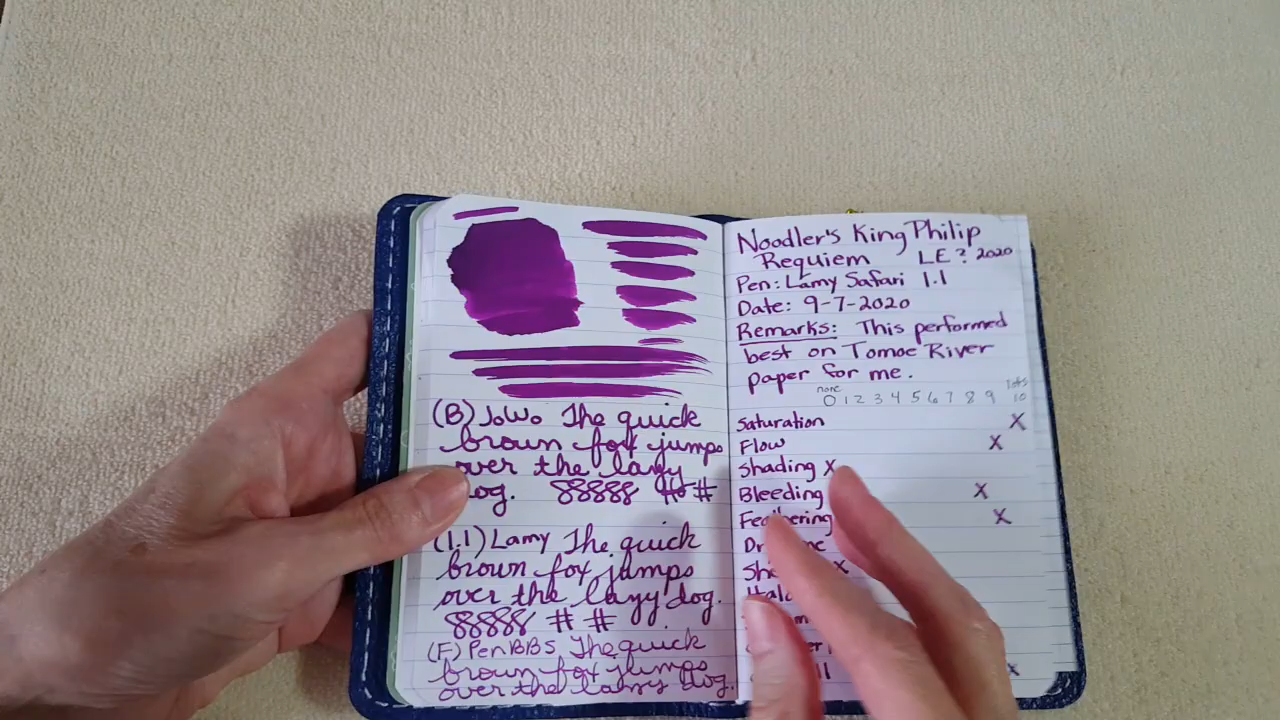 (B) JoWo The quick
brown fox jumps
over the lazy
88888 # #
(1.1) Lamy The quick
brown fox jumps
over the lazy dog.
88888 # #
(F) PenBBS The quick
brown fox jumps
over the lazy dog.
Noodler's King Philip
Requiem LE? 2020
Pen: Lamy Safari 1.1
Date: 9-7-2020
Remarks: This performed
best on Tomoe River
paper for me.
none lots
0 1 2 3 4 5 6 7 8 9 10
Saturation X
Flow X
Shading X
Bleeding X
Feathering X
X
X